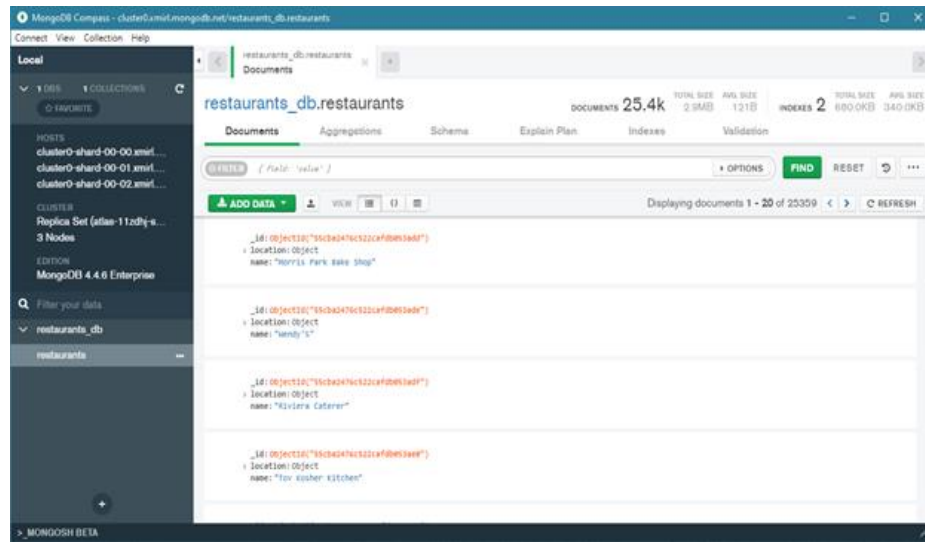 MongoDB Compass - cluster0.xmirl.mongodb.net/restaurants_db.restaurants
Connect View Collection Help
Local
1 DBS 1 COLLECTIONS
FAVORITE
HOSTS
cluster0-shard-00-00.xmirl....
cluster0-shard-00-01.xmirl....
cluster0-shard-00-02.xmirl....
CLUSTER
Replica Set (atlas-11zdhj-s...
3 Nodes
EDITION
MongoDB 4.4.6 Enterprise
Filter your data
restaurants_db
restaurants
restaurants_db.restaurants
Documents
restaurants_db.restaurants
DOCUMENTS 25.4k TOTAL SIZE 2.9MB AVG. SIZE 121B INDEXES 2 TOTAL SIZE 680.0KB AVG. SIZE 340.0KB
Documents Aggregations Schema Explain Plan Indexes Validation
FILTER { field: 'value' } OPTIONS FIND RESET ...
ADD DATA VIEW {} Displaying documents 1 - 20 of 25359 < > REFRESH
_id: ObjectId("
location: Object
name: "Morris Park Bake Shop"
_id: ObjectId("
location: Object
name: "Wendy'S"
_id: ObjectId("
location: Object
name: "Riviera Caterer"
_id: ObjectId("
location: Object
name: "Tov Kosher Kitchen"
>_MONGOSH BETA